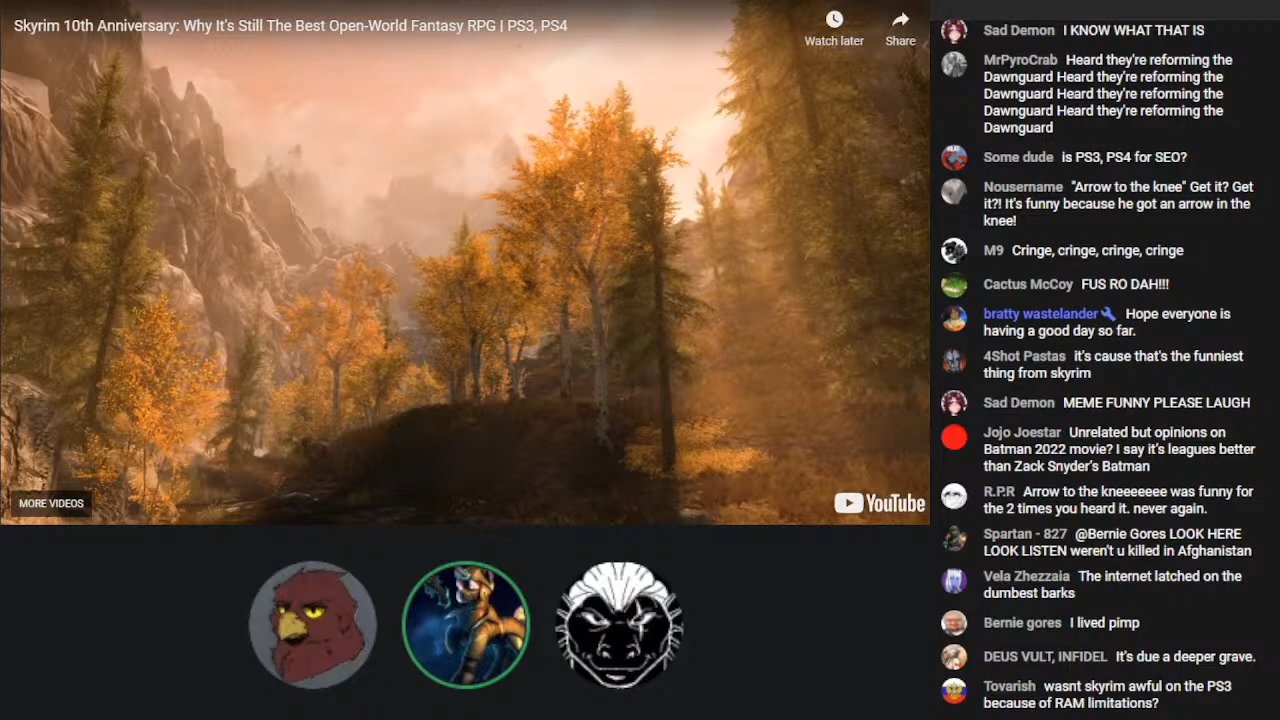 Skyrim 10th Anniversary: Why It's Still The Best Open-World Fantasy RPG | PS3, PS4
Watch later
Share
MORE VIDEOS
YouTube
Sad Demon I KNOW WHAT THAT IS
MrPyroCrab Heard they're reforming the
Dawnguard Heard they're reforming the
Dawnguard Heard they're reforming the
Dawnguard Heard they're reforming the
Dawnguard
Some dude is PS3, PS4 for SEO?
Nousername "Arrow to the knee" Get it? Get
it?! It's funny because he got an arrow in the
knee!
M9 Cringe, cringe, cringe, cringe
Cactus McCoy FUS RO DAH!!!
bratty wastelander Hope everyone is
having a good day so far.
4Shot Pastas it's cause that's the funniest
thing from skyrim
Sad Demon MEME FUNNY PLEASE LAUGH
Jojo Joestar Unrelated but opinions on
Batman 2022 movie? I say it's leagues better
than Zack Snyder's Batman
R.P.R Arrow to the kneeeeeee was funny for
the 2 times you heard it. never again.
Spartan - 827 @Bernie Gores LOOK HERE
LOOK LISTEN weren't u killed in Afghanistan
Vela Zhezzaia The internet latched on the
dumbest barks
Bernie gores I lived pimp
DEUS VULT, INFIDEL It's due a deeper grave.
Tovarish wasnt skyrim awful on the PS3
because of RAM limitations?